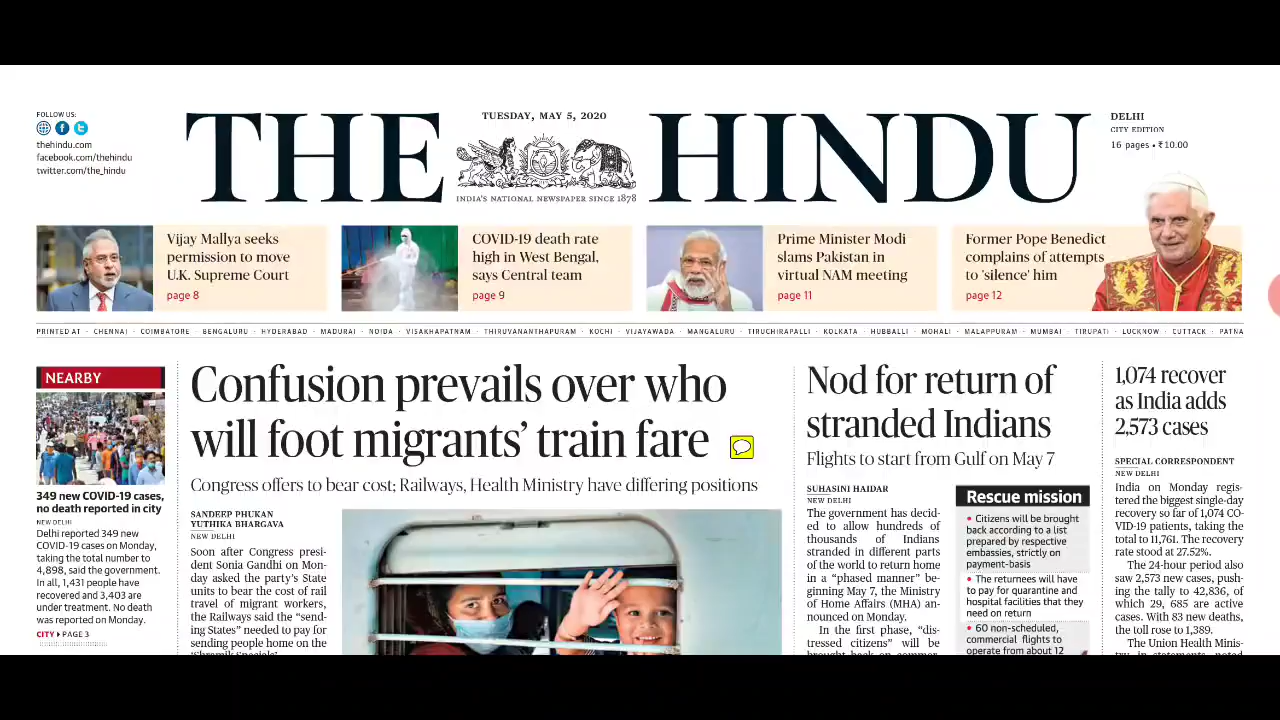 FOLLOW US:
thehindu.com
facebook.com/thehindu
twitter.com/the_hindu
THE HINDU
TUESDAY, MAY 5, 2020
INDIA'S NATIONAL NEWSPAPER SINCE 1878
DELHI
CITY EDITION
16 pages • ₹10.00
Vijay Mallya seeks
permission to move
U.K. Supreme Court
page 8
COVID-19 death rate
high in West Bengal,
says Central team
page 9
Prime Minister Modi
slams Pakistan in
virtual NAM meeting
page 11
Former Pope Benedict
complains of attempts
to 'silence' him
page 12
PRINTED AT · CHENNAI · COIMBATORE · BENGALURU · HYDERABAD · MADURAI · NOIDA · VISAKHAPATNAM · THIRUVANANTHAPURAM · KOCHI · VIJAYAWADA · MANGALURU · TIRUCHIRAPALLI · KOLKATA · HUBBALLI · MOHALI · MALAPPURAM · MUMBAI · TIRUPATI · LUCKNOW · CUTTACK · PATNA
NEARBY
349 new COVID-19 cases,
no death reported in city
NEW DELHI
Delhi reported 349 new
COVID-19 cases on Monday,
taking the total number to
4,898, said the government.
In all, 1,431 people have
recovered and 3,403 are
under treatment. No death
was reported on Monday.
CITY PAGE 3
Confusion prevails over who
will foot migrants' train fare
Congress offers to bear cost; Railways, Health Ministry have differing positions
SANDEEP PHUKAN
YUTHIKA BHARGAVA
NEW DELHI
Soon after Congress presi-
dent Sonia Gandhi on Mon-
day asked the party's State
units to bear the cost of rail
travel of migrant workers,
the Railways said the "send-
ing States" needed to pay for
sending people home on the
'Shramik Specials'.
Nod for return of
stranded Indians
Flights to start from Gulf on May 7
SUHASINI HAIDAR
NEW DELHI
The government has decid-
ed to allow hundreds of
thousands of Indians
stranded in different parts
of the world to return home
in a "phased manner" be-
ginning May 7, the Ministry
of Home Affairs (MHA) an-
nounced on Monday.
In the first phase, "dis-
tressed citizens" will be
brought back on commer-
Rescue mission
• Citizens will be brought
back according to a list
prepared by respective
embassies, strictly on
payment-basis
• The returnees will have
to pay for quarantine and
hospital facilities that they
need on return
• 60 non-scheduled,
commercial flights to
operate from about 12
1,074 recover
as India adds
2,573 cases
SPECIAL CORRESPONDENT
NEW DELHI
India on Monday regis-
tered the biggest single-day
recovery so far of 1,074 CO-
VID-19 patients, taking the
total to 11,761. The recovery
rate stood at 27.52%.
The 24-hour period also
saw 2,573 new cases, push-
ing the tally to 42,836, of
which 29, 685 are active
cases. With 83 new deaths,
the toll rose to 1,389.
The Union Health Minis-
try, in statements, noted